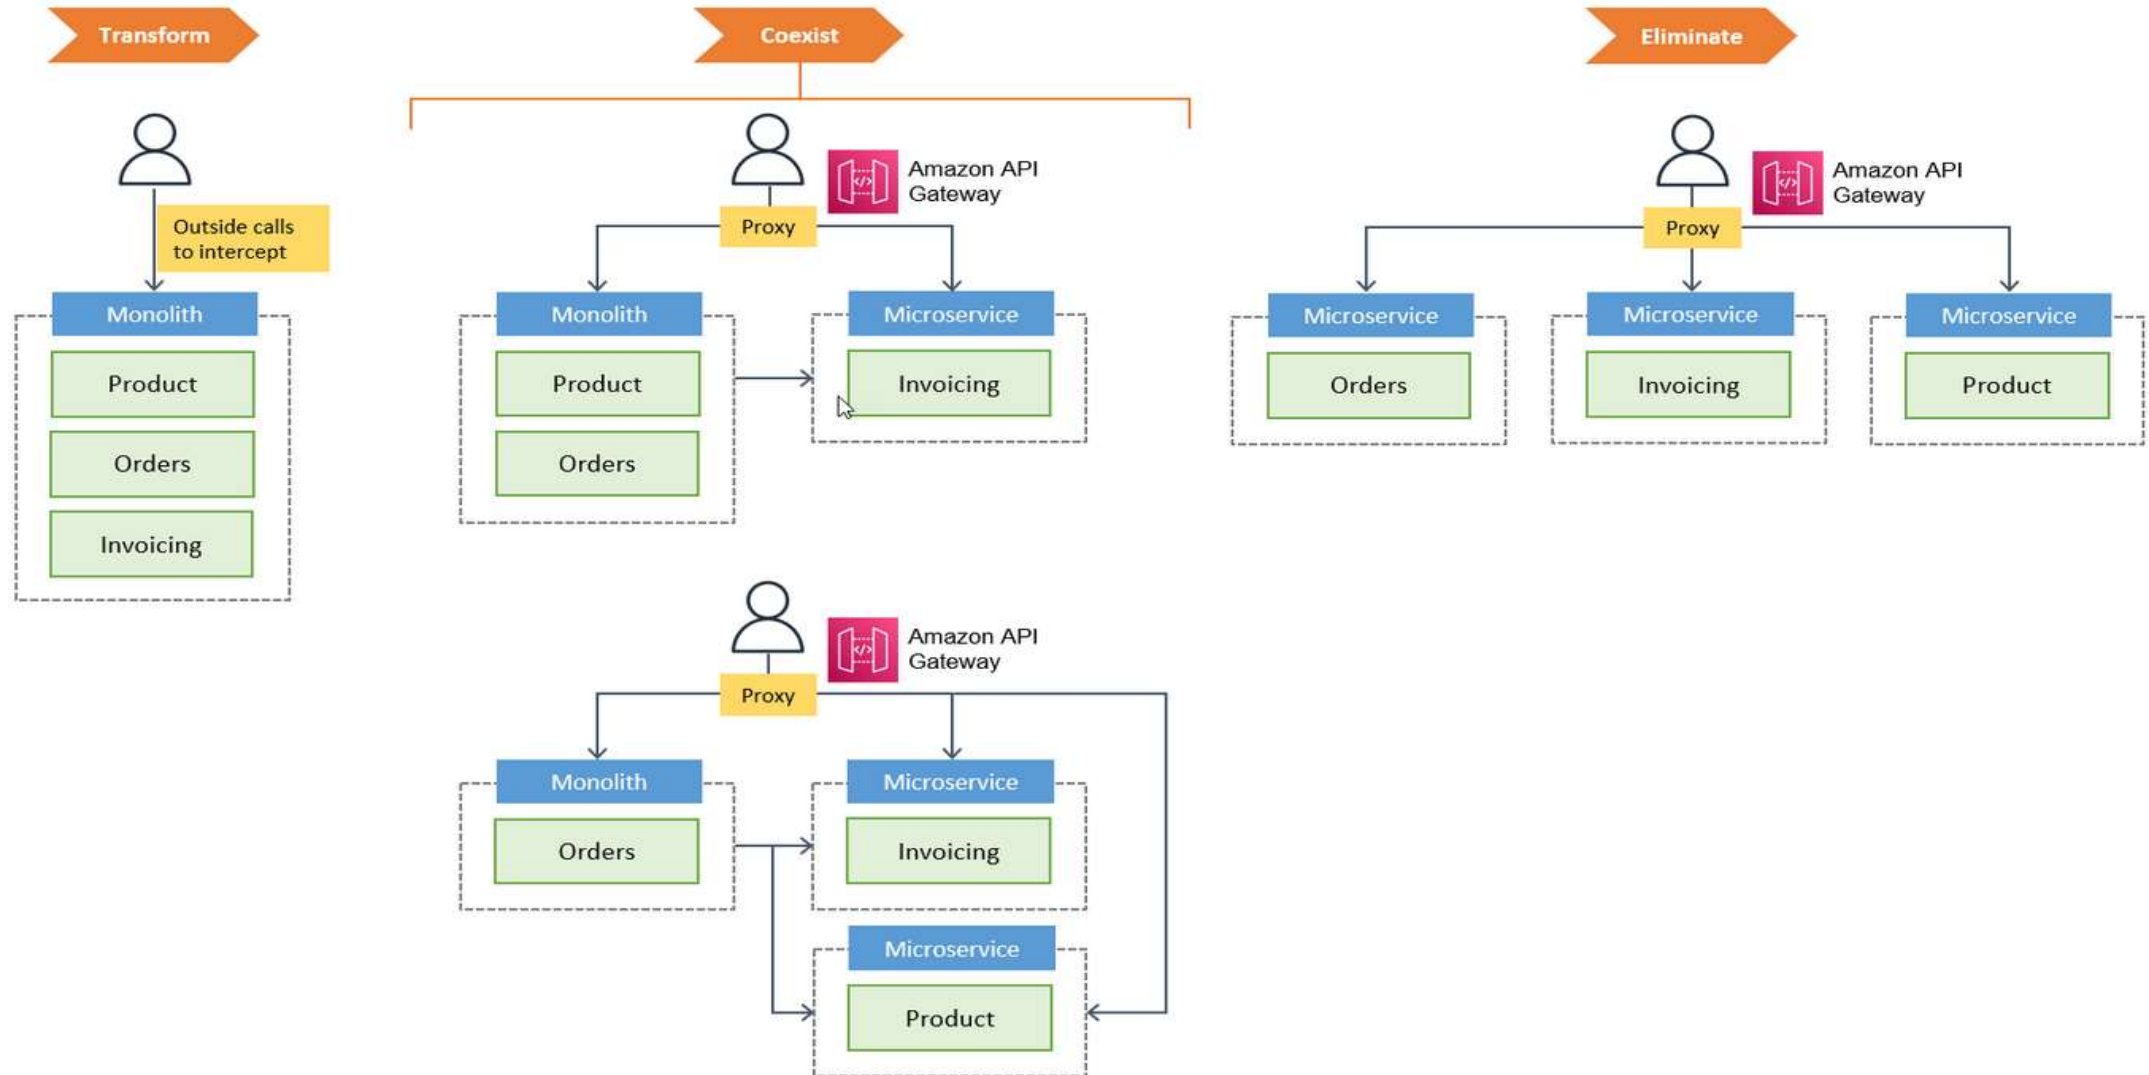 Transform
Coexist
Eliminate
Outside calls
to intercept
Monolith
Product
Orders
Invoicing
Amazon API
Gateway
Proxy
Monolith
Product
Orders
Microservice
Invoicing
Amazon API
Gateway
Proxy
Monolith
Orders
Microservice
Invoicing
Microservice
Product
Amazon API
Gateway
Proxy
Microservice
Orders
Microservice
Invoicing
Microservice
Product